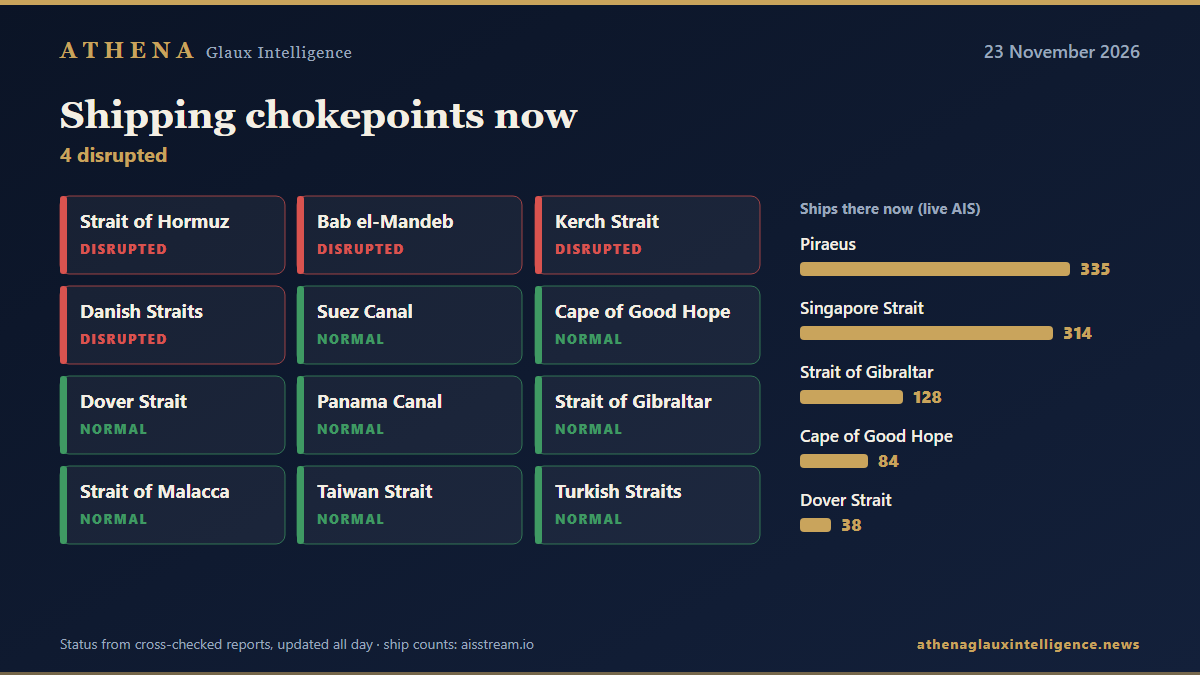 ATHENA Glaux Intelligence
23 November 2026
Shipping chokepoints now
4 disrupted
Strait of Hormuz
DISRUPTED
Bab el-Mandeb
DISRUPTED
Kerch Strait
DISRUPTED
Danish Straits
DISRUPTED
Suez Canal
NORMAL
Cape of Good Hope
NORMAL
Dover Strait
NORMAL
Panama Canal
NORMAL
Strait of Gibraltar
NORMAL
Strait of Malacca
NORMAL
Taiwan Strait
NORMAL
Turkish Straits
NORMAL
Ships there now (live AIS)
Piraeus
335
Singapore Strait
314
Strait of Gibraltar
128
Cape of Good Hope
84
Dover Strait
38
Status from cross-checked reports, updated all day · ship counts: aisstream.io
athenaglauxintelligence.news